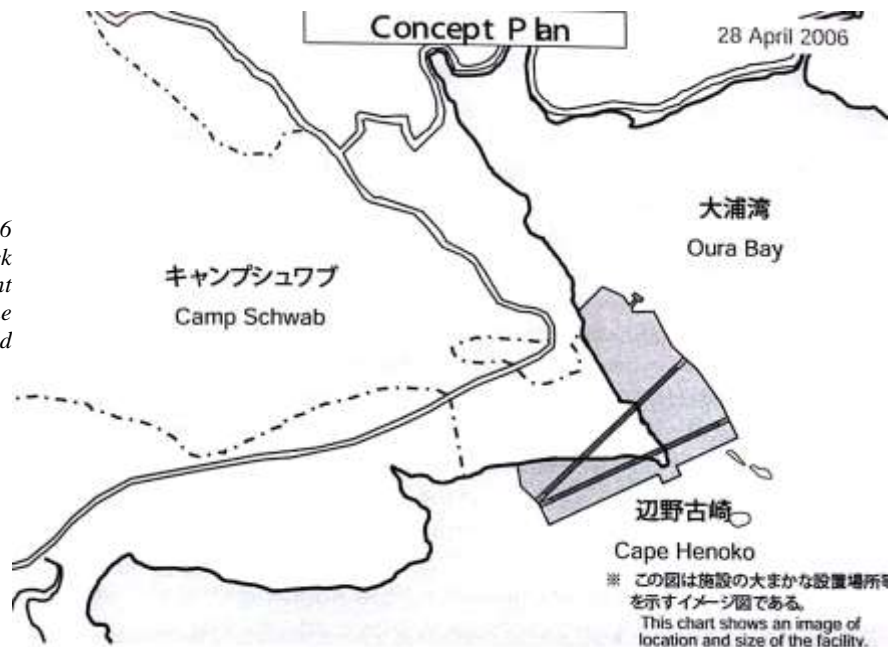 Concept Plan
28 April 2006
6
大浦湾
Oura Bay
キャンプシュワブ
Camp Schwab
辺野古崎
Cape Henoko
※ この図は施設の大まかな設置場所等
を示すイメージ図である。
This chart shows an image of
location and size of the facility.